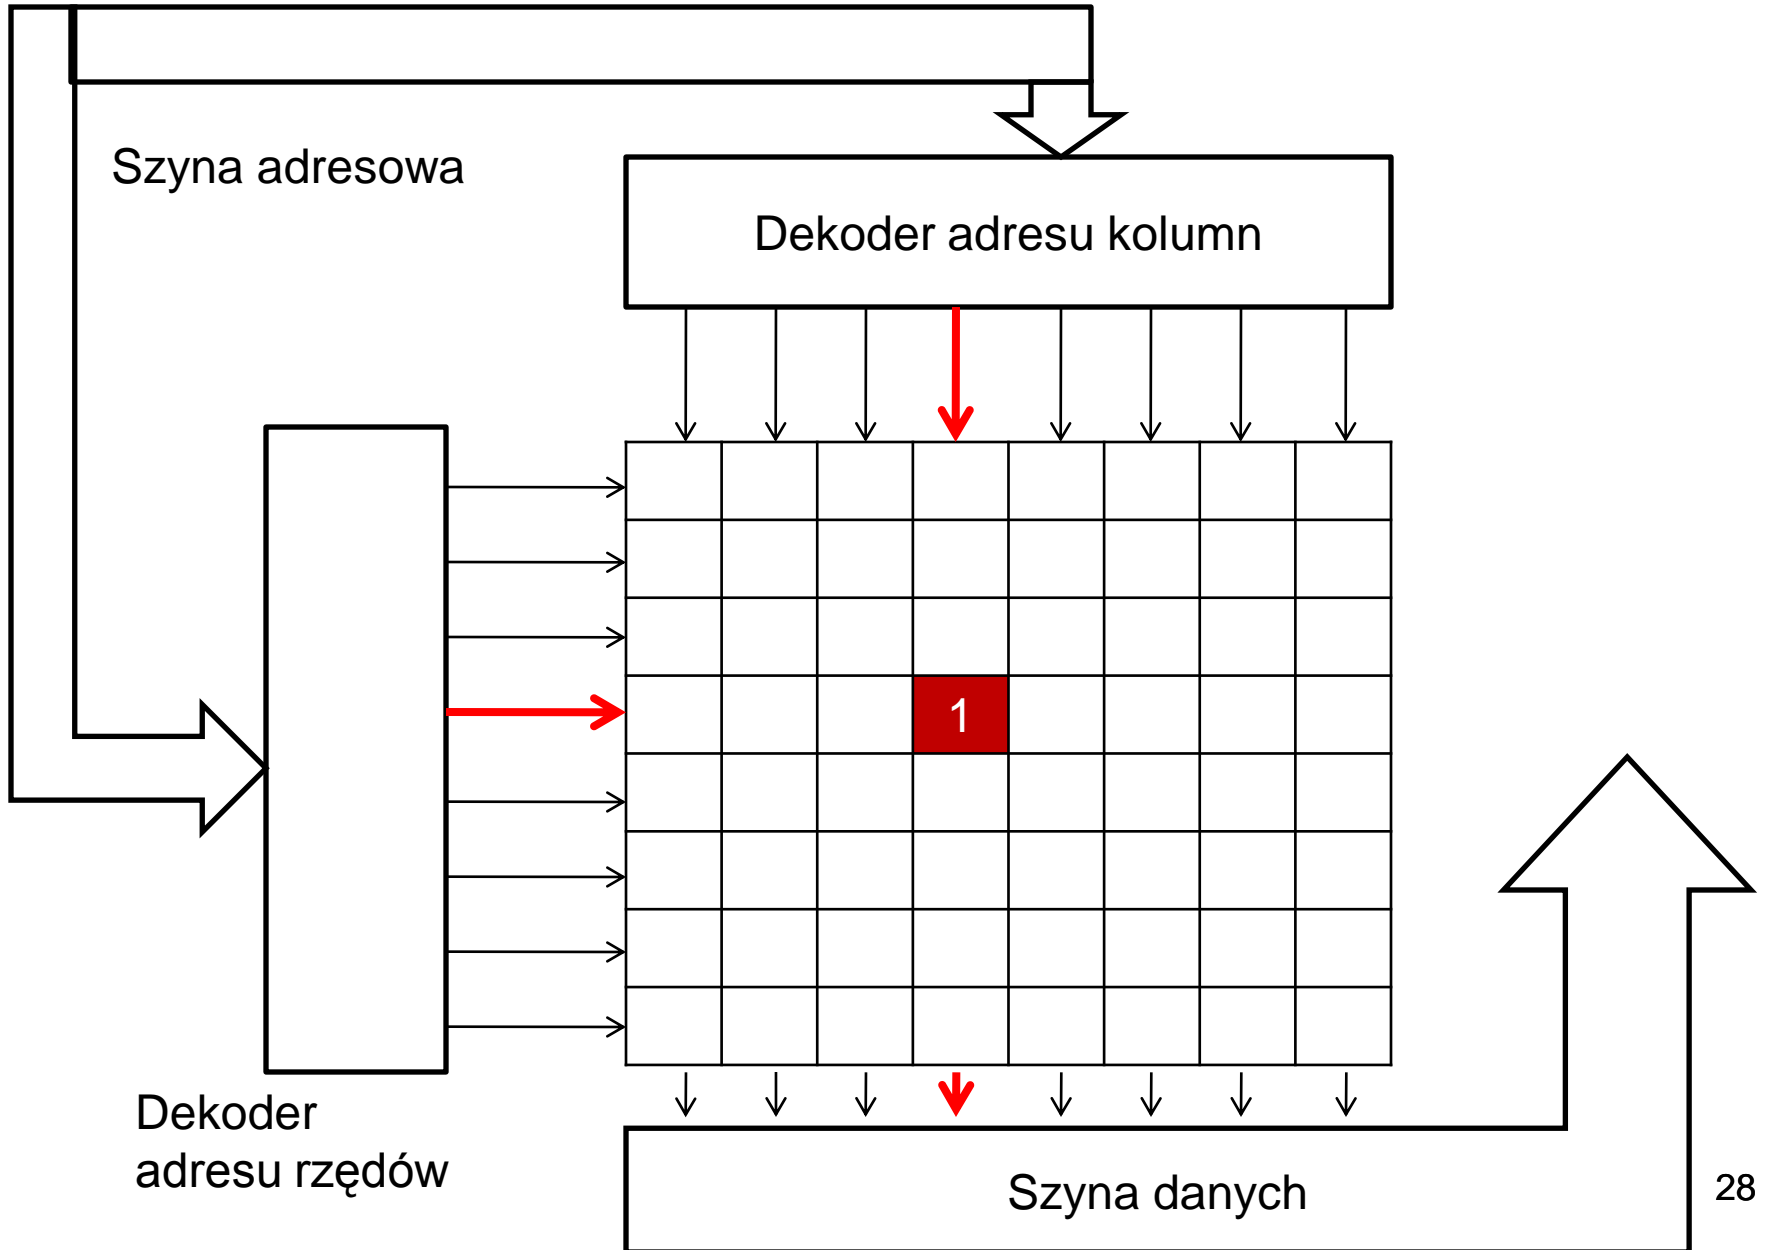 Szyna adresowa
Dekoder adresu kolumn
1
Dekoder
adresu rzędów
Szyna danych
28